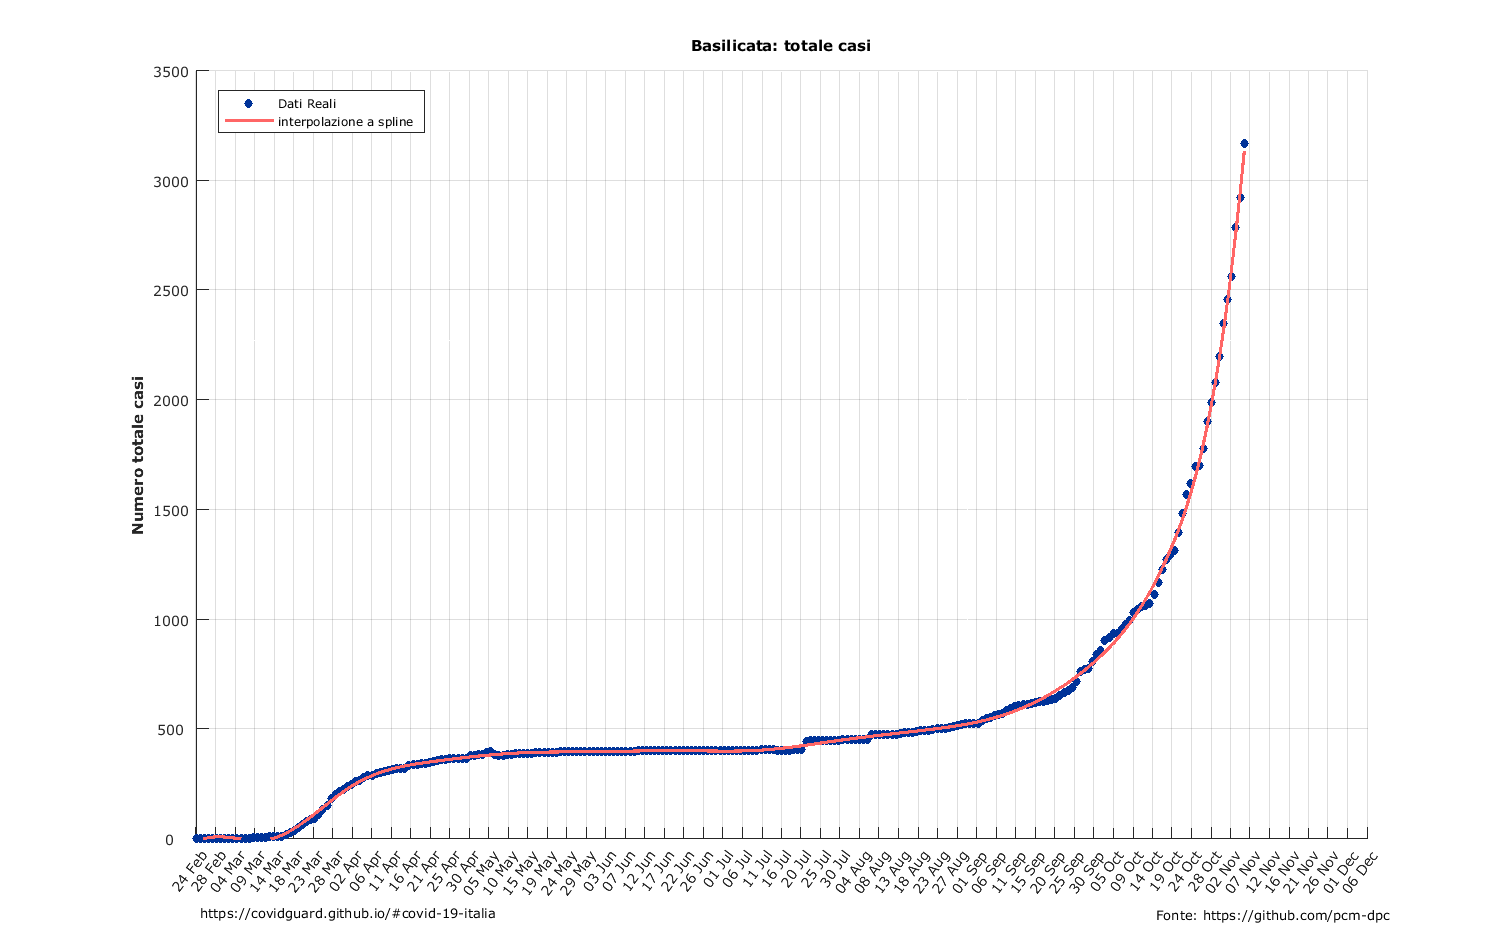 Basilicata: totale casi
3500
3000
2500
2000
1500
1000
500
0
Dati Reali
interpolazione a spline
Numero totale casi
24 Feb
28 Feb
04 Mar
09 Mar
14 Mar
18 Mar
23 Mar
28 Mar
02 Apr
06 Apr
11 Apr
16 Apr
21 Apr
25 Apr
30 Apr
05 May
10 May
15 May
19 May
24 May
29 May
03 Jun
07 Jun
12 Jun
17 Jun
22 Jun
26 Jun
01 Jul
06 Jul
11 Jul
16 Jul
20 Jul
25 Jul
30 Jul
04 Aug
08 Aug
13 Aug
18 Aug
23 Aug
27 Aug
01 Sep
06 Sep
11 Sep
15 Sep
20 Sep
25 Sep
30 Sep
05 Oct
09 Oct
14 Oct
19 Oct
24 Oct
28 Oct
02 Nov
07 Nov
12 Nov
16 Nov
21 Nov
26 Nov
01 Dec
06 Dec
https://covidguard.github.io/#covid-19-italia
Fonte: https://github.com/pcm-dpc